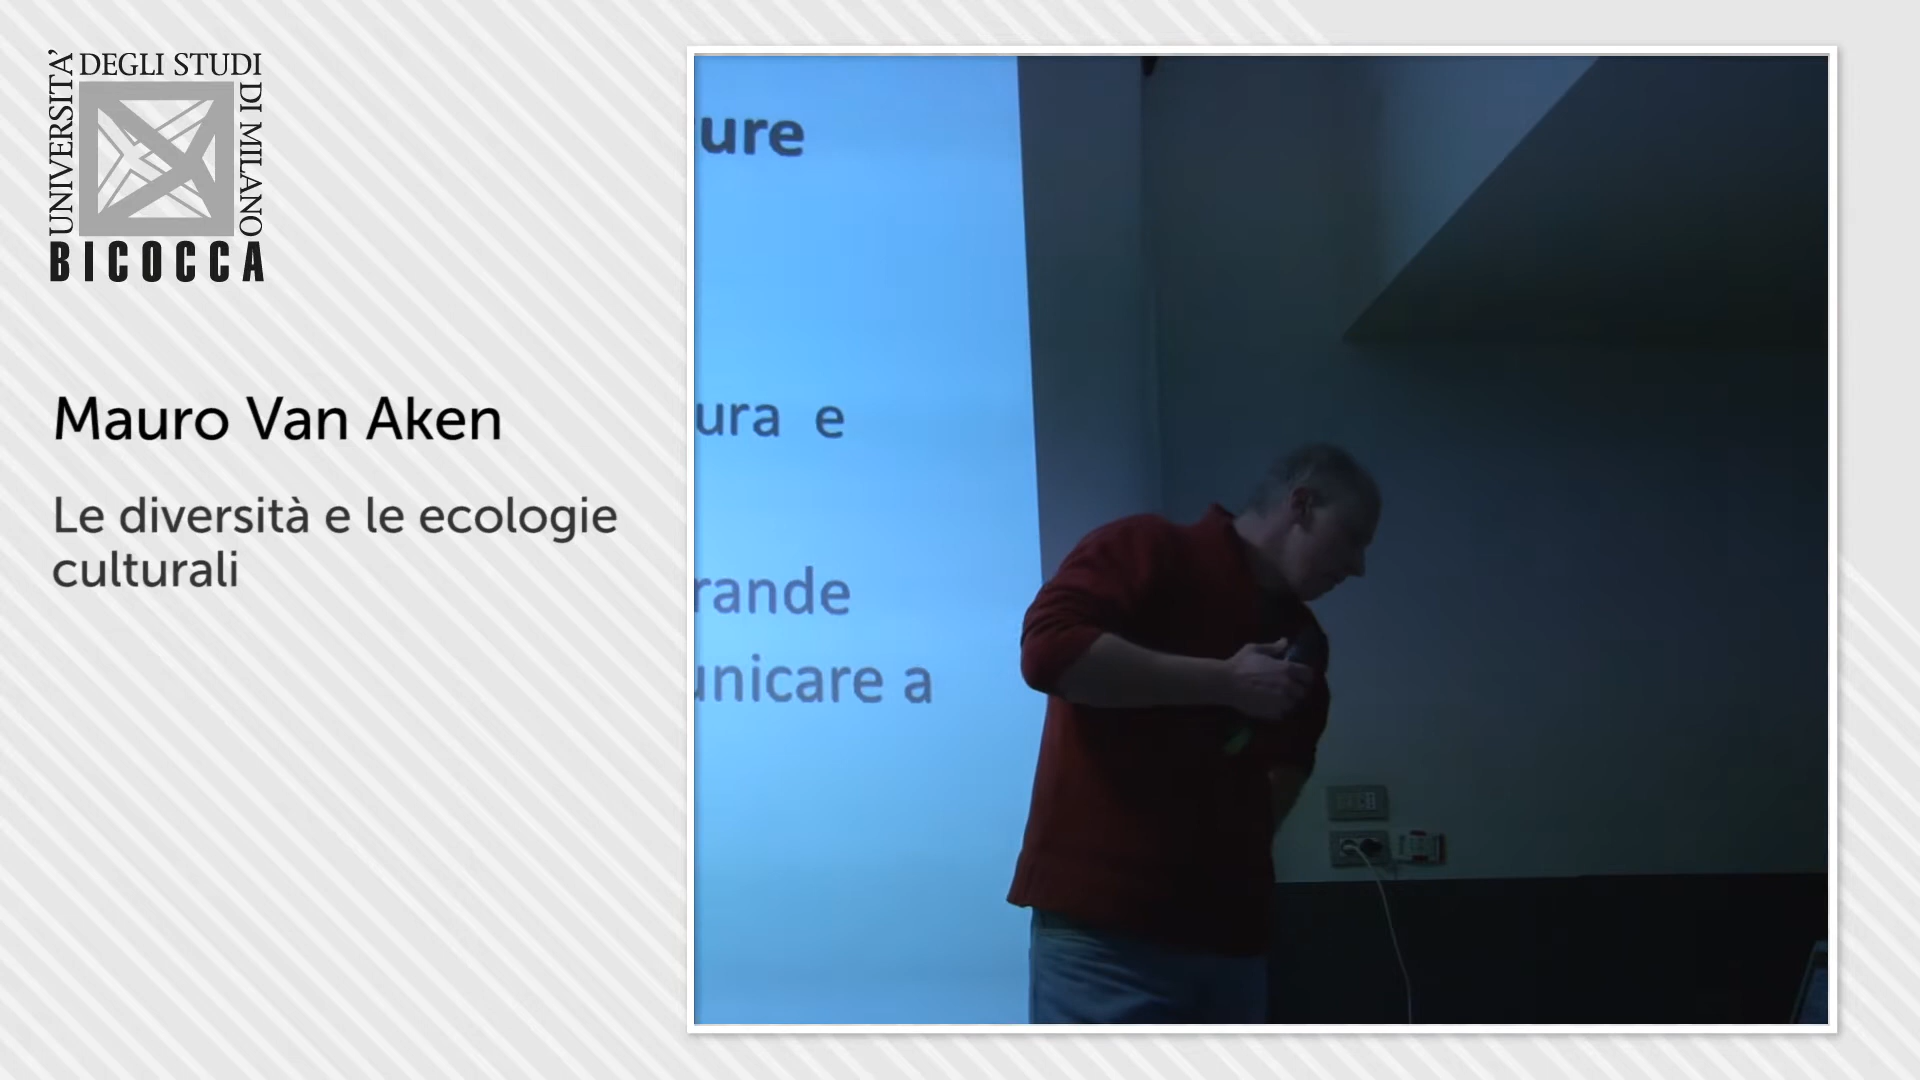 UNIVERSITA'
DEGLI STUDI
DI MILANO
BICOCCA
Mauro Van Aken
Le diversità e le ecologie
culturali
ure
ura e
rande
unicare a